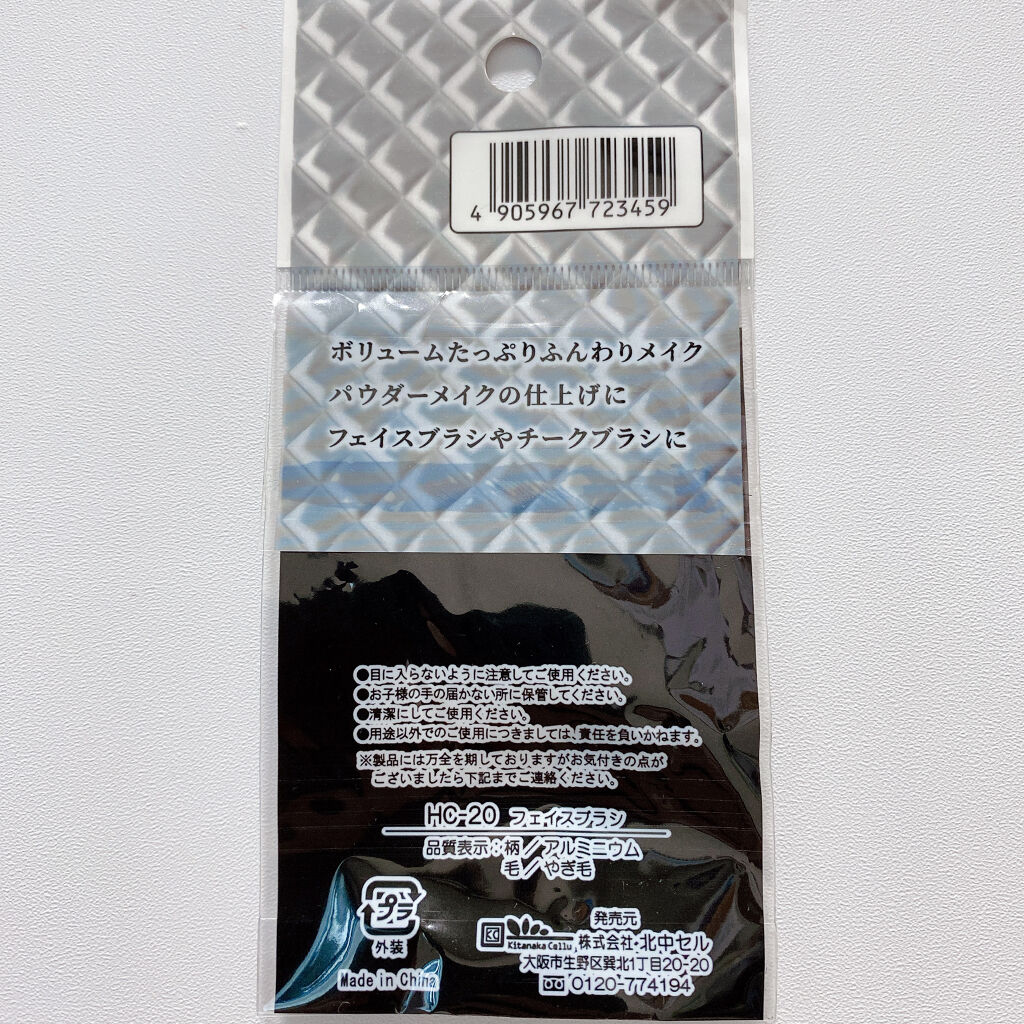 4 905967 723459
ボリュームたっぷりふんわりメイク
パウダーメイクの仕上げに
フェイスブラシやチークブラシに
●目に入らないように注意してご使用ください。
●お子様の手の届かない所に保管してください。
●清潔にしてご使用ください。
●用途以外でのご使用につきましては、責任を負いかねます。
※製品には万全を期しておりますがお気付きの点が
ございましたら下記までご連絡ください。
HC-20 フェイスブラシ
品質表示：柄／アルミニウム
毛／やぎ毛
プラ
外装
Made in China
発売元
KC Kitanaka Cellu 株式会社 北中セル
大阪市生野区巽北1丁目20-20
0120-774194